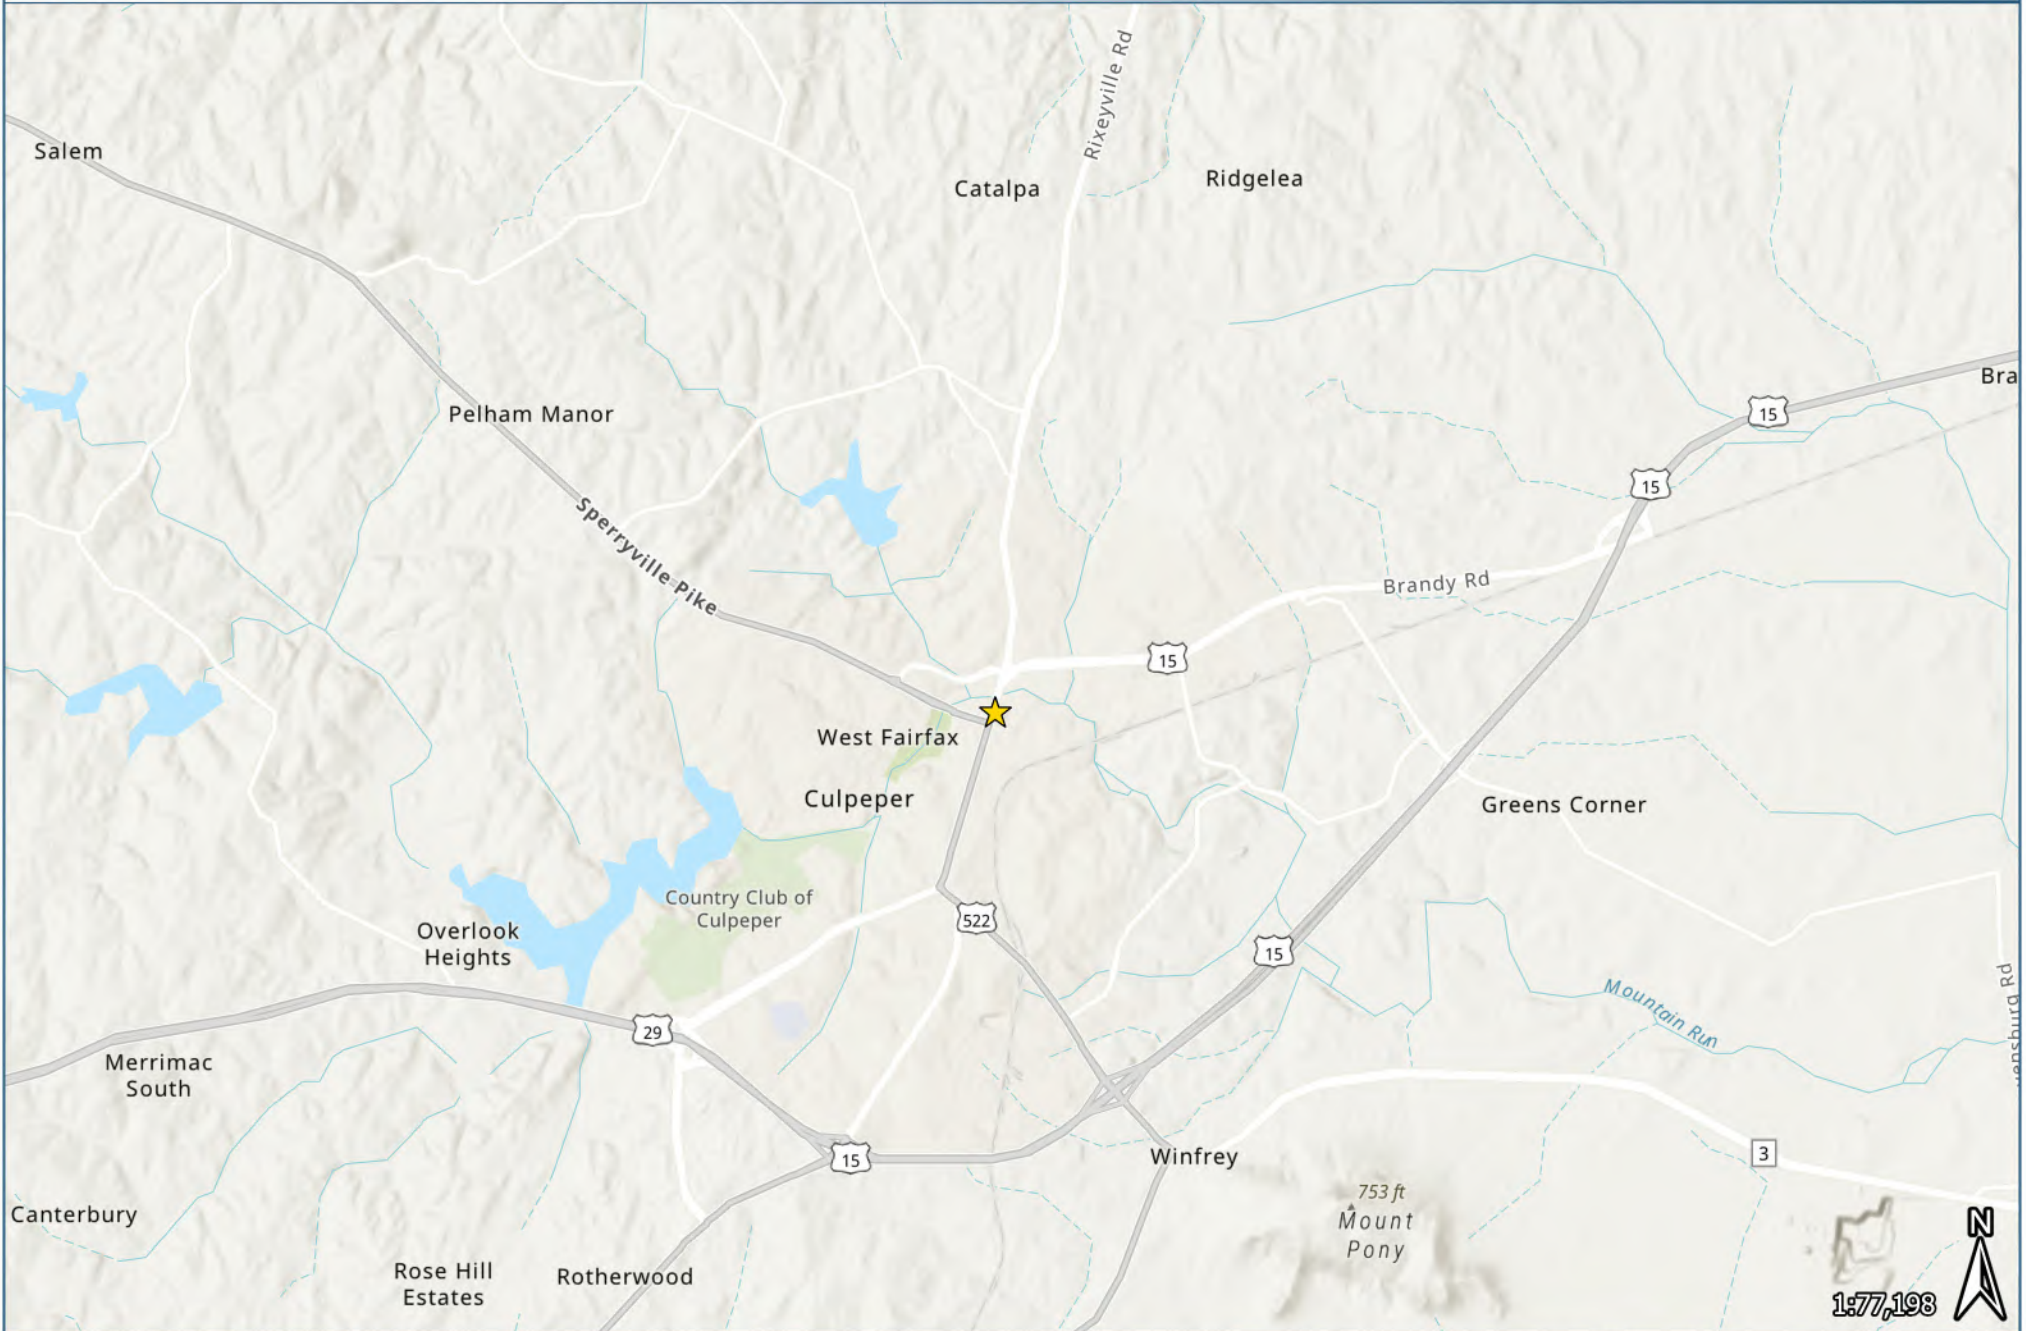 Rixeyville Rd
Salem
Catalpa
Ridgelea
Bra
15
Pelham Manor
15
Sperryville Pike
Brandy Rd
15
West Fairfax
Culpeper
Greens Corner
Country Club of
Culpeper
522
Overlook
Heights
15
Mountain Run
29
Merrimac
South
15
Winfrey
3
753 ft
Mount
Pony
Canterbury
Rose Hill
Estates
Rotherwood
N
1:77,198